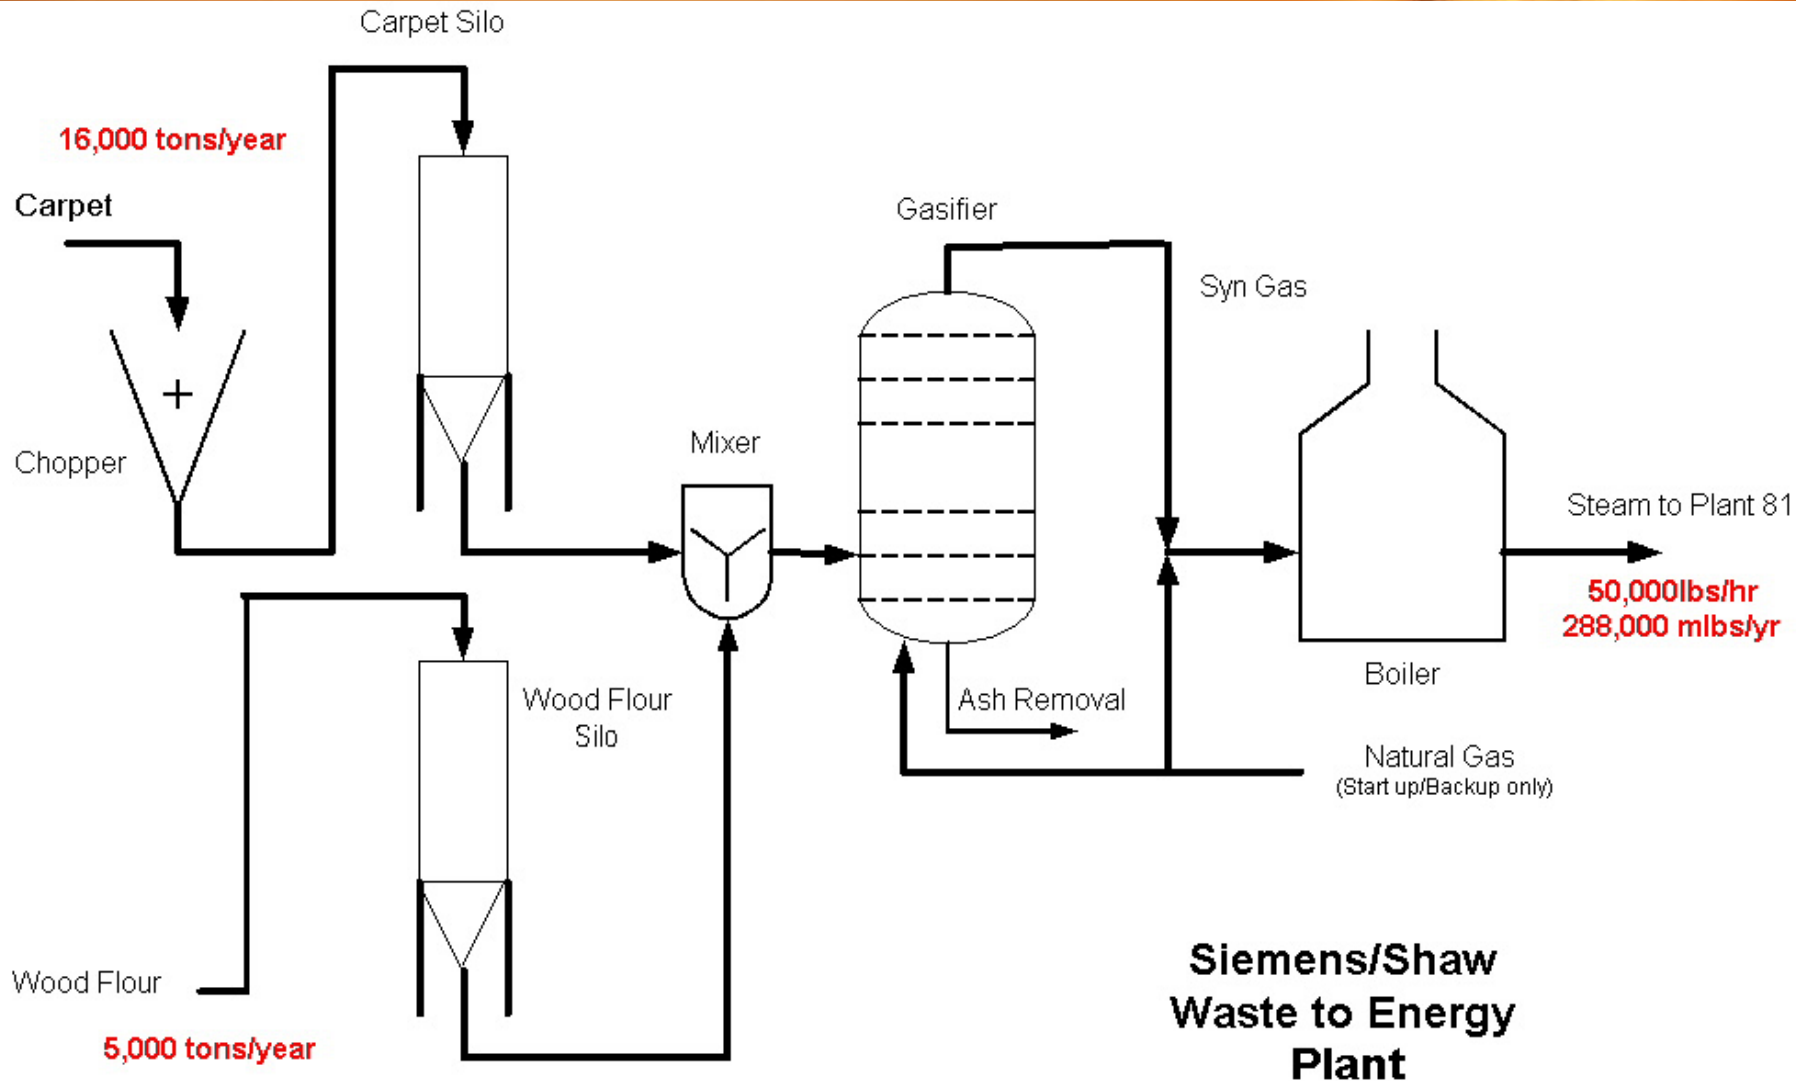 Carpet Silo
16,000 tons/year
Carpet
Gasifier
Syn Gas
Chopper
Mixer
Steam to Plant 81
50,000lbs/hr
288,000 mlbs/yr
Boiler
Wood Flour
Silo
Ash Removal
Natural Gas
(Start up/Backup only)
Wood Flour
5,000 tons/year
Siemens/Shaw
Waste to Energy
Plant